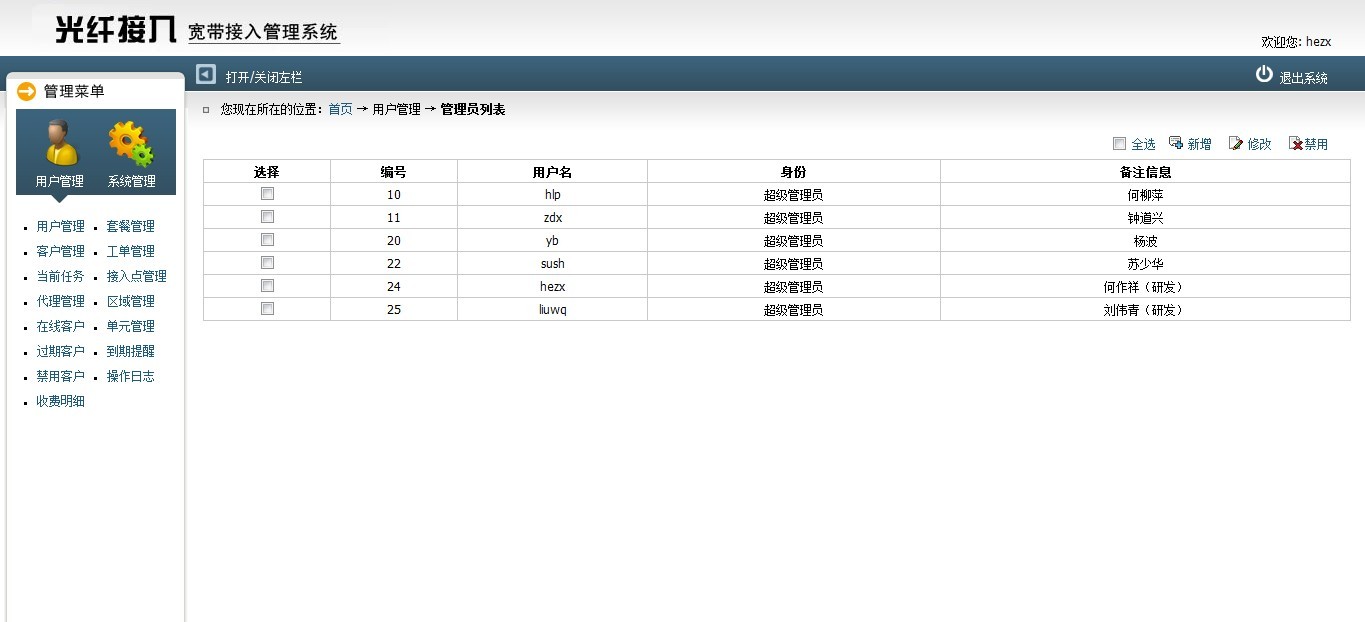 光纤接入 宽带接入管理系统
欢迎您: hezx
打开/关闭左栏 退出系统
管理菜单
用户管理 系统管理
用户管理 套餐管理
客户管理 工单管理
当前任务 接入点管理
代理管理 区域管理
在线客户 单元管理
过期客户 到期提醒
禁用客户 操作日志
收费明细
您现在所在的位置：首页 → 用户管理 → 管理员列表
全选 新增 修改 禁用
选择 编号 用户名 身份 备注信息
10 hlp 超级管理员 何柳萍
11 zdx 超级管理员 钟道兴
20 yb 超级管理员 杨波
22 sush 超级管理员 苏少华
24 hezx 超级管理员 何作祥（研发）
25 liuwq 超级管理员 刘伟青（研发）